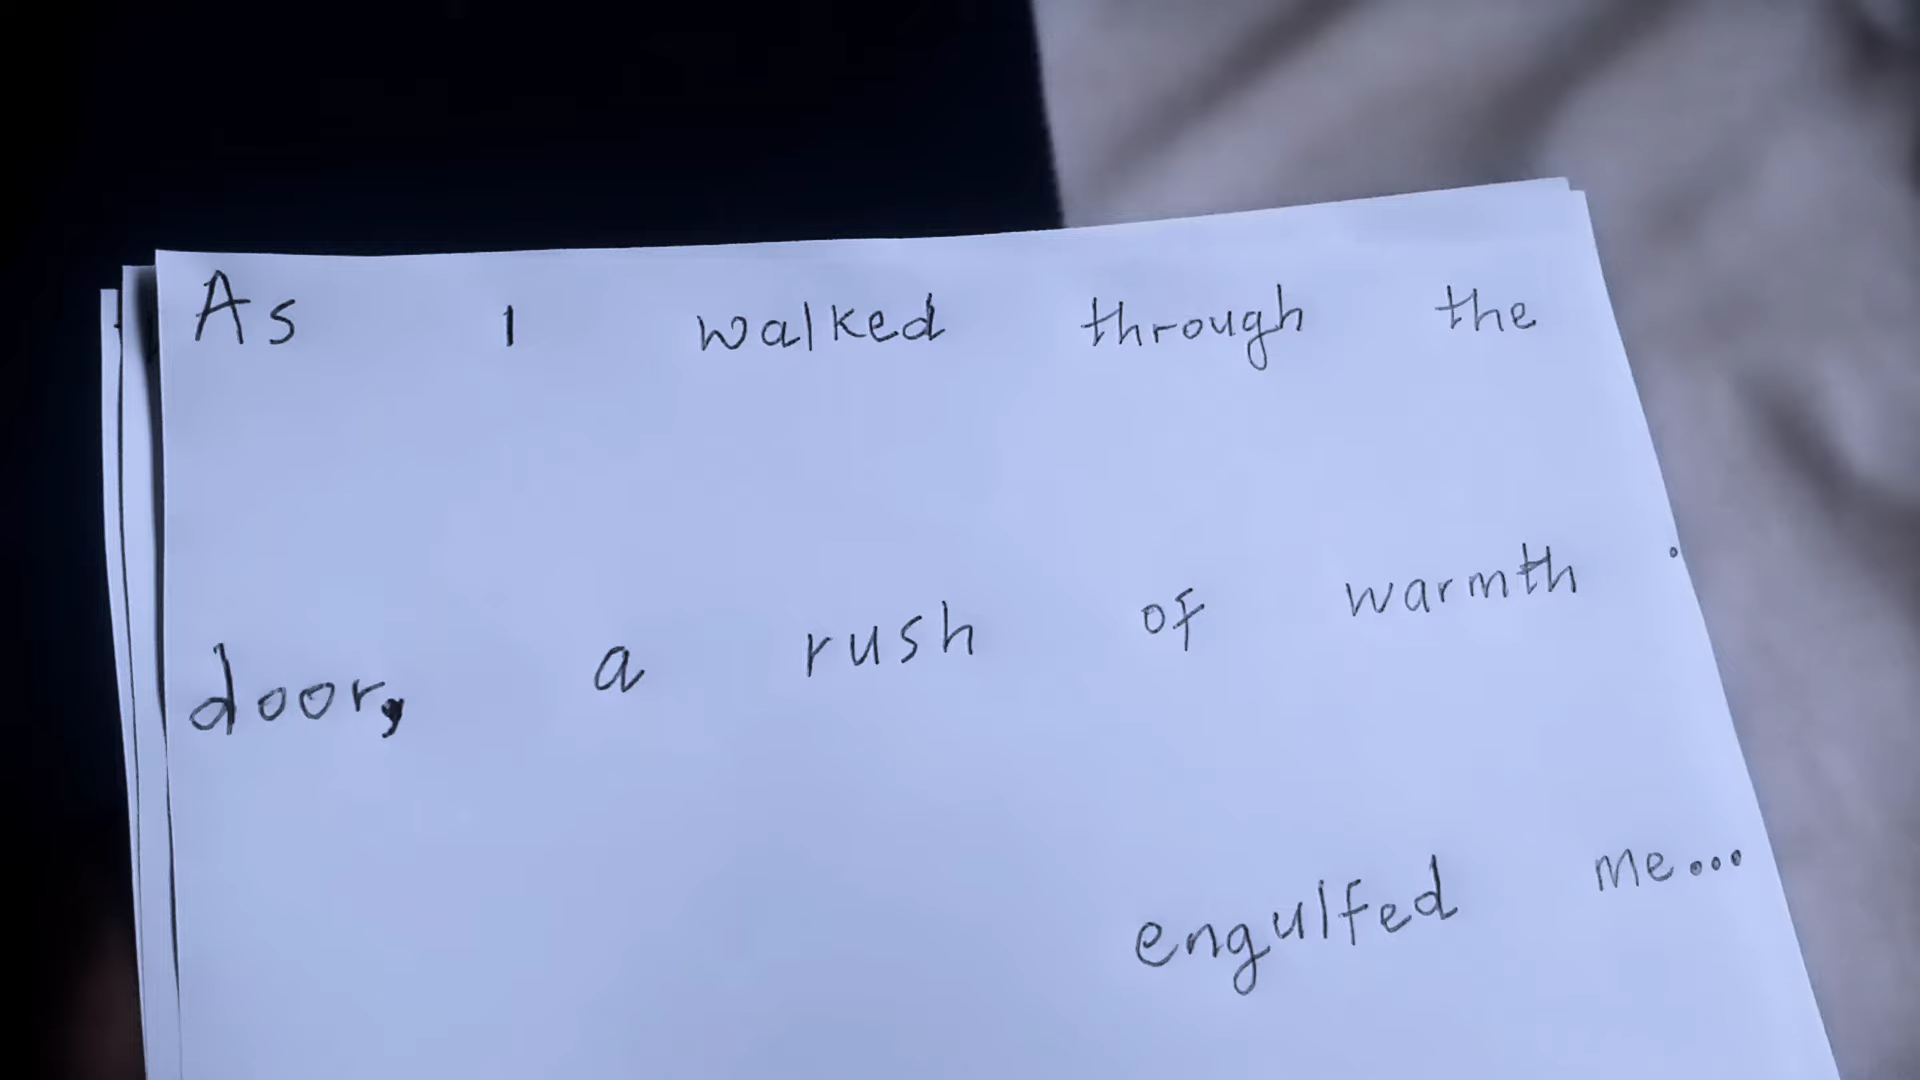 As I walked through the
door, a rush of warmth
engulfed me...